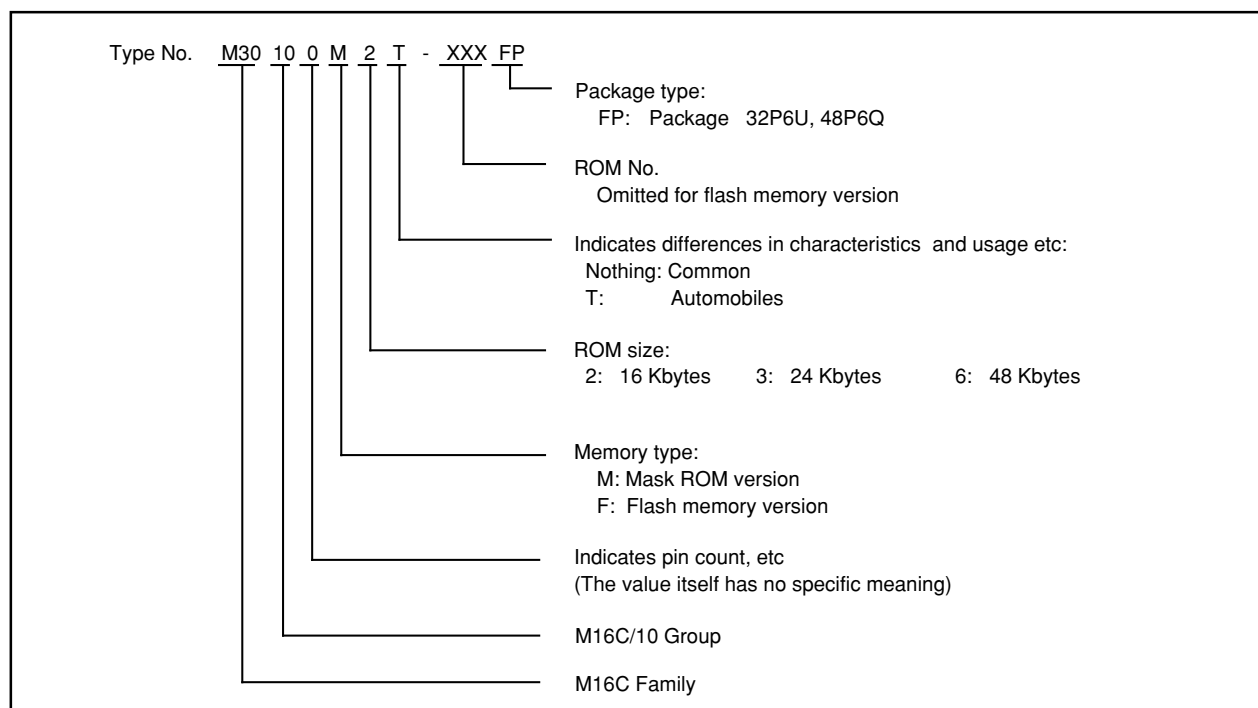 Type No. M30 10 0 M 2 T - XXX FP
Package type:
FP: Package 32P6U, 48P6Q
ROM No.
Omitted for flash memory version
Indicates differences in characteristics and usage etc:
Nothing: Common
T: Automobiles
ROM size:
2: 16 Kbytes 3: 24 Kbytes 6: 48 Kbytes
Memory type:
M: Mask ROM version
F: Flash memory version
Indicates pin count, etc
(The value itself has no specific meaning)
M16C/10 Group
M16C Family